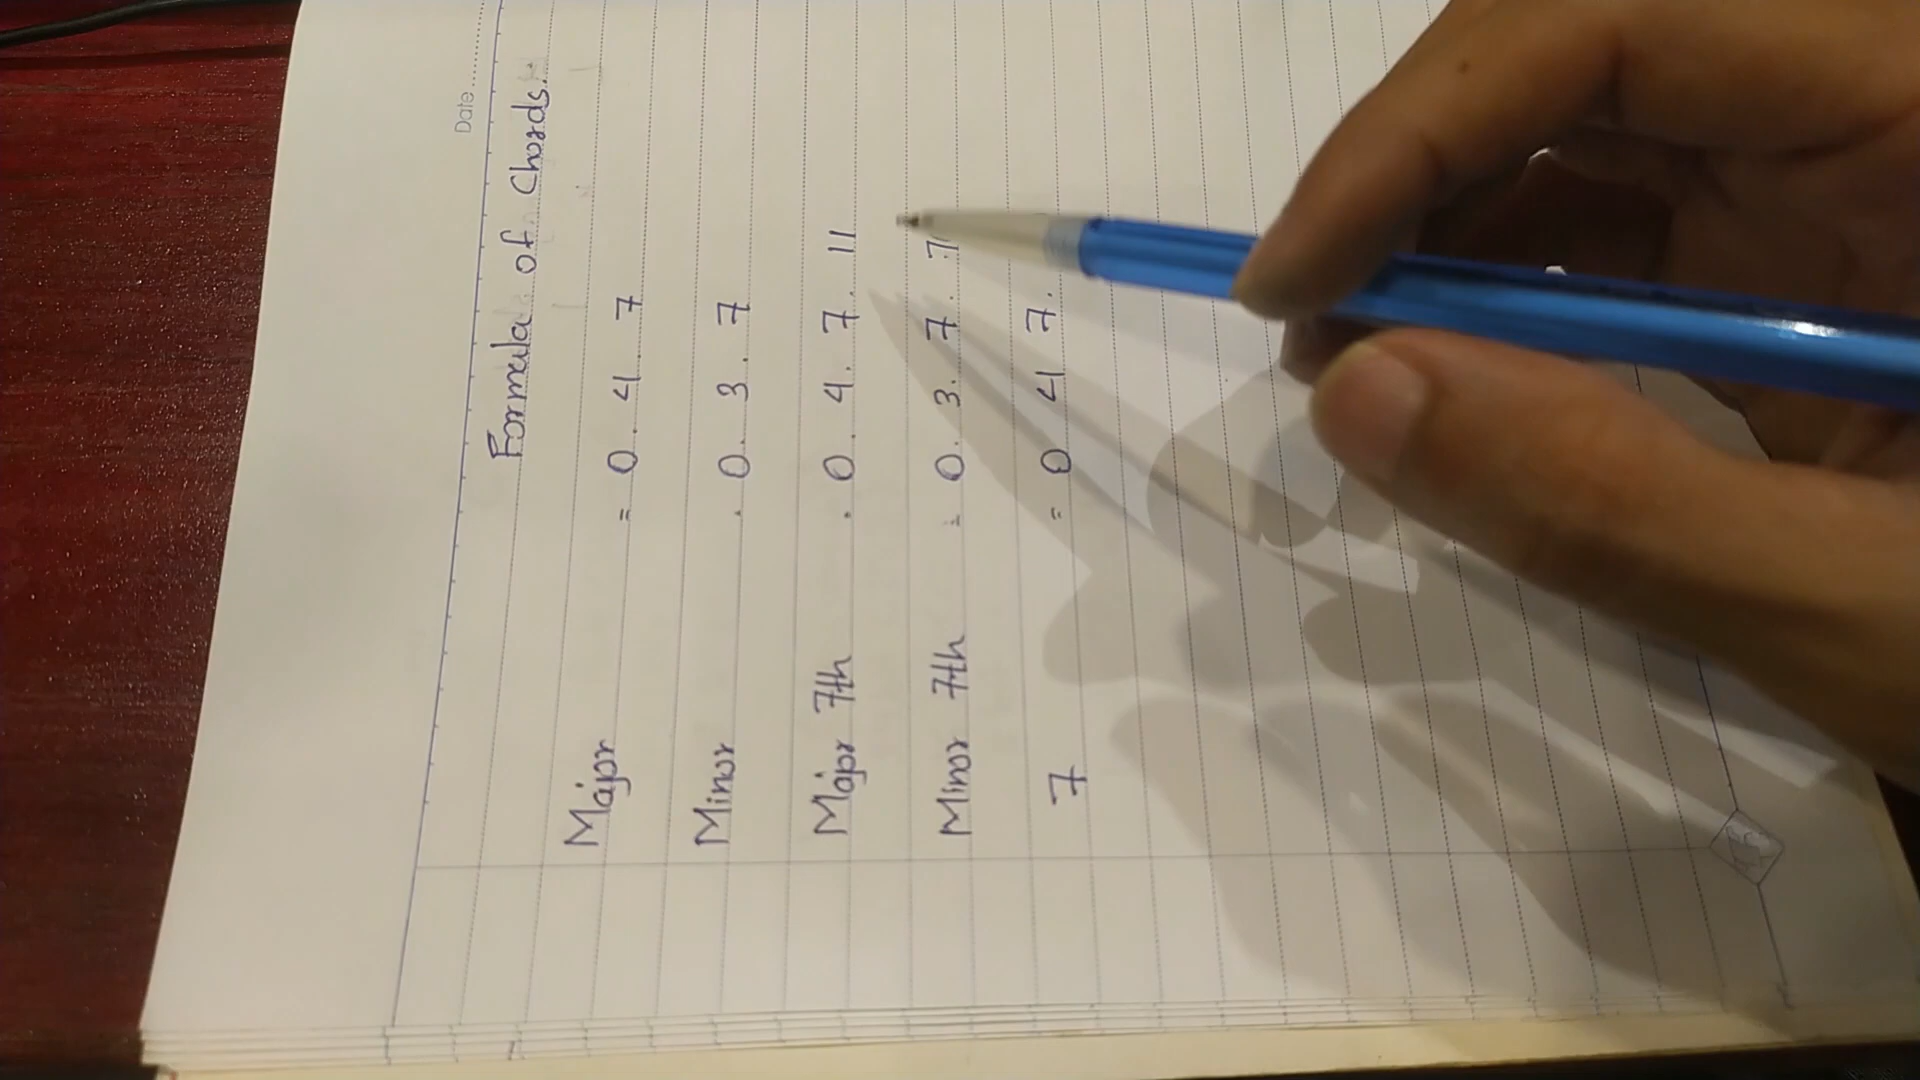 Date
Formula of Chords.
Major = 0 . 4 . 7
Minor . 0 . 3 . 7
Major 7th . 0 . 4 . 7 . 11
Minor 7th = 0 . 3 . 7 .
7 = 0 4 7 .